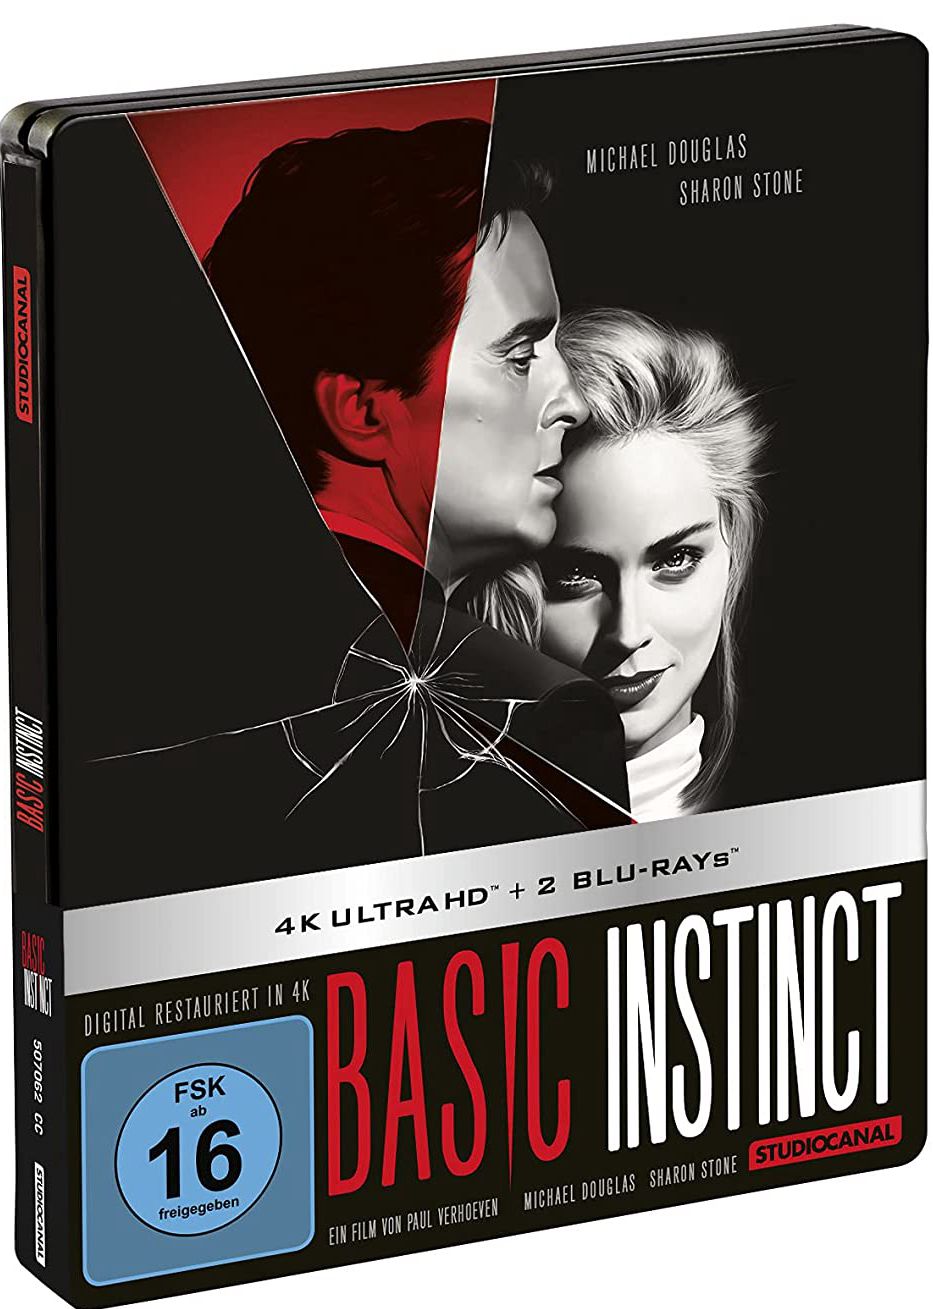 MICHAEL DOUGLAS
SHARON STONE
STUDIOCANAL
BASIC INSTINCT
4K ULTRA HD™ + 2 BLU-RAYs™
DIGITAL RESTAURIERT IN 4K
BASIC INSTINCT
FSK
ab
16
freigegeben
STUDIOCANAL
EIN FILM VON PAUL VERHOEVEN MICHAEL DOUGLAS SHARON STONE
BASIC
INSTINCT
507062 CC
STUDIOCANAL